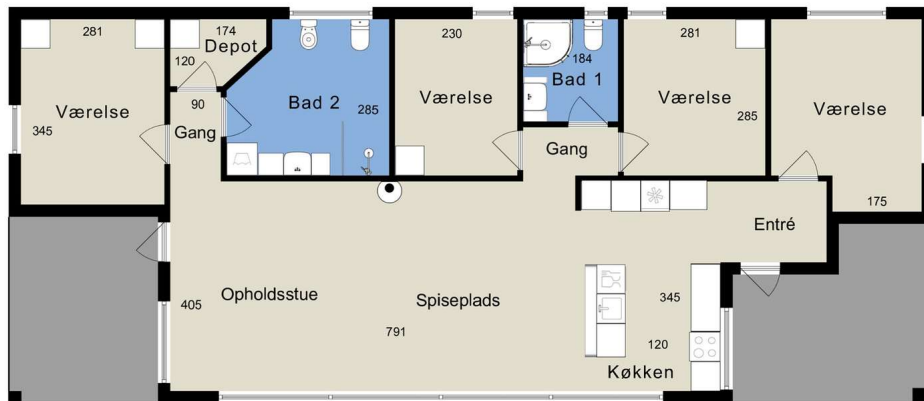 281
174
Depot
120
230
184
281
Bad 1
90
Bad 2
285
Værelse
Værelse
Værelse
Værelse
345
285
Gang
Gang
175
Entré
Opholdsstue
405
Spiseplads
345
791
120
Køkken